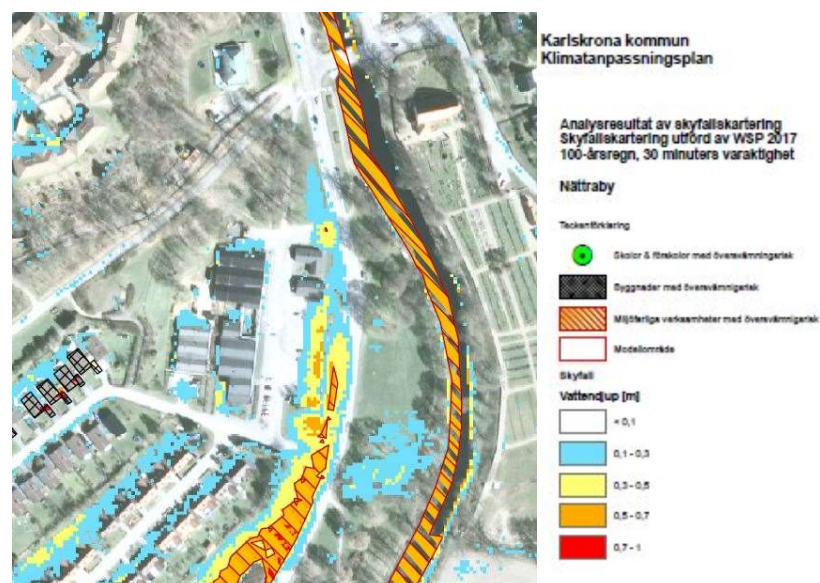 Karlskrona kommun
Klimatanpassningsplan
Analysresultat av skyfallskartering
Skyfallskartering utförd av WSP 2017
100-årsregn, 30 minuters varaktighet
Nättraby
Teckenförklaring
Skolor & förskolor med översvämningsrisk
Byggnader med översvämnigsrisk
Miljöfarliga verksamheter med översvämnigsrisk
Modellområde
Skyfall
Vattendjup [m]
< 0,1
0,1 - 0,3
0,3 - 0,5
0,5 - 0,7
0,7 - 1